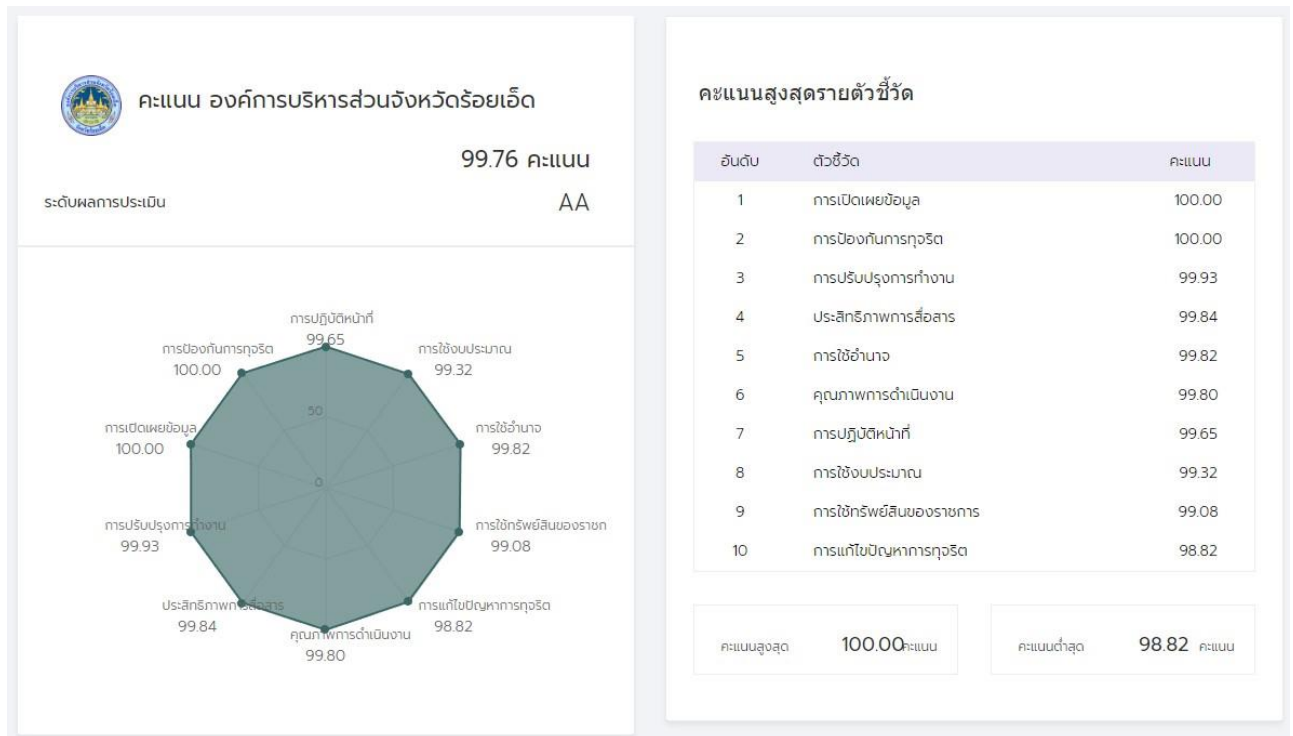 คะแนน องค์การบริหารส่วนจังหวัดร้อยเอ็ด
99.76 คะแนน
ระดับผลการประเมิน AA
การปฏิบัติหน้าที่
99.65
การป้องกันการทุจริต
100.00
การใช้งบประมาณ
99.32
50
การเปิดเผยข้อมูล
100.00
การใช้อำนาจ
99.82
0
การปรับปรุงการทำงาน
99.93
การใช้ทรัพย์สินของราชก
99.08
ประสิทธิภาพการสื่อสาร
99.84
การแก้ไขปัญหาการทุจริต
98.82
คุณภาพการดำเนินงาน
99.80
คะแนนสูงสุดรายตัวชี้วัด
อันดับ ตัวชี้วัด คะแนน
1 การเปิดเผยข้อมูล 100.00
2 การป้องกันการทุจริต 100.00
3 การปรับปรุงการทำงาน 99.93
4 ประสิทธิภาพการสื่อสาร 99.84
5 การใช้อำนาจ 99.82
6 คุณภาพการดำเนินงาน 99.80
7 การปฏิบัติหน้าที่ 99.65
8 การใช้งบประมาณ 99.32
9 การใช้ทรัพย์สินของราชการ 99.08
10 การแก้ไขปัญหาการทุจริต 98.82
คะแนนสูงสุด 100.00 คะแนน
คะแนนต่ำสุด 98.82 คะแนน